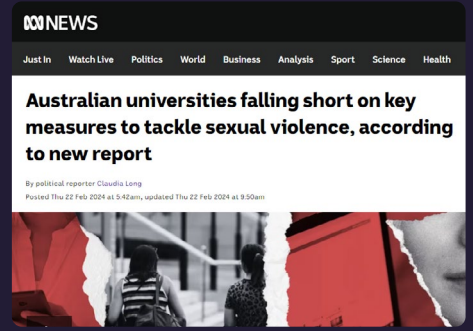 NEWS
Just In Watch Live Politics World Business Analysis Sport Science Health
Australian universities falling short on key
measures to tackle sexual violence, according
to new report
By political reporter Claudia Long
Posted Thu 22 Feb 2024 at 5:42am, updated Thu 22 Feb 2024 at 9:50am